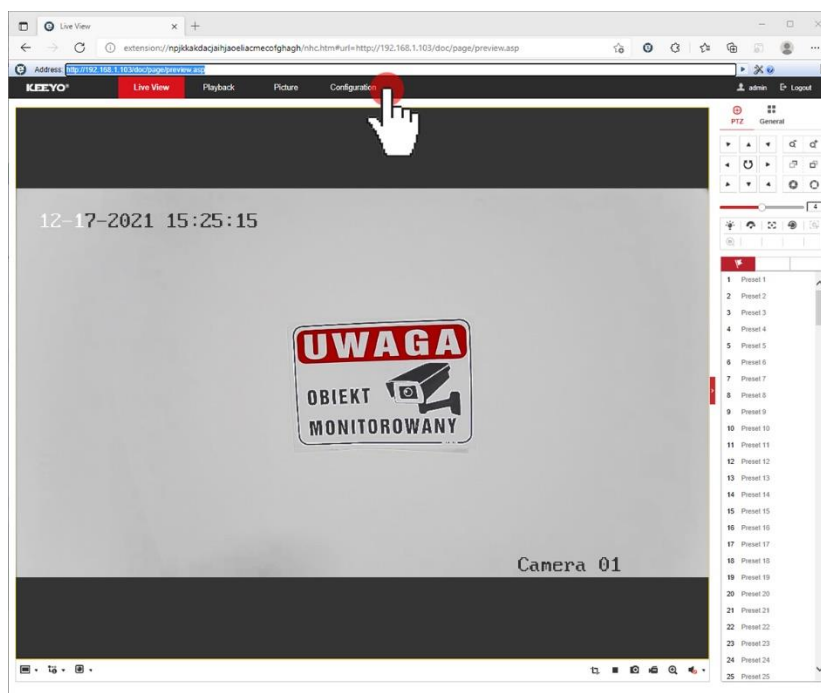 Live View
extension://npjkkakdacjaihjaoeliacmecofghagh/nhc.htm#url=http://192.168.1.103/doc/page/preview.asp
Address http://192.168.1.103/doc/page/preview.asp
KEEYO® Live View Playback Picture Configuration admin Logout
PTZ General
12-17-2021 15:25:15
4
UWAGA
OBIEKT
MONITOROWANY
Camera 01
1 Preset 1
2 Preset 2
3 Preset 3
4 Preset 4
5 Preset 5
6 Preset 6
7 Preset 7
8 Preset 8
9 Preset 9
10 Preset 10
11 Preset 11
12 Preset 12
13 Preset 13
14 Preset 14
15 Preset 15
16 Preset 16
17 Preset 17
18 Preset 18
19 Preset 19
20 Preset 20
21 Preset 21
22 Preset 22
23 Preset 23
24 Preset 24
25 Preset 25